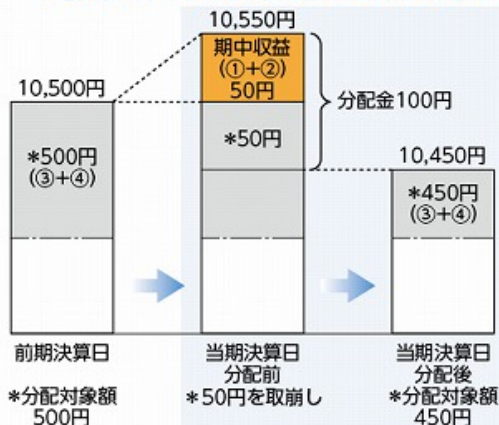 10,500円
*500円
(③+④)
前期決算日
*分配対象額
500円
10,550円
期中収益
(①+②)
50円
*50円
分配金100円
当期決算日
分配前
*50円を取崩し
10,450円
*450円
(③+④)
当期決算日
分配後
*分配対象額
450円